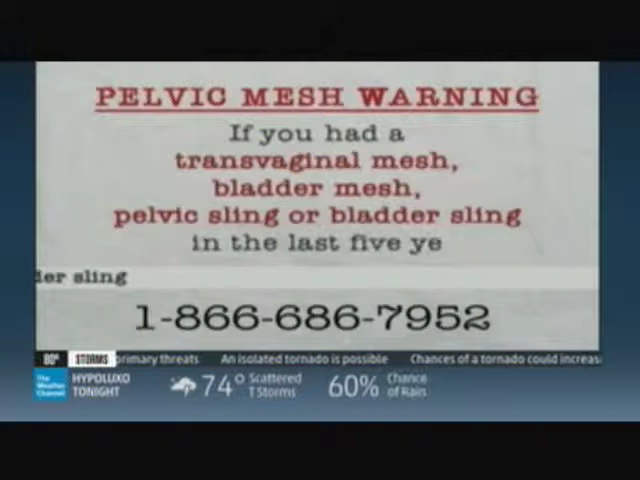 PELVIC MESH WARNING
If you had a
transvaginal mesh,
bladder mesh,
pelvic sling or bladder sling
in the last five ye
der sling
1-866-686-7952
80° STORMS primary threats An isolated tornado is possible Chances of a tornado could increas
The Weather Channel
HYPOLUXO
TONIGHT
74° Scattered
T Storms
60% Chance
of Rain